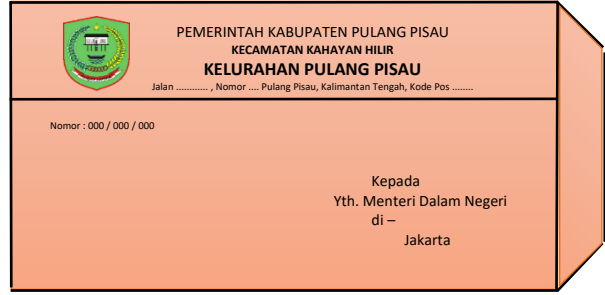 PEMERINTAH KABUPATEN PULANG PISAU
KECAMATAN KAHAYAN HILIR
KELURAHAN PULANG PISAU
Jalan ............ , Nomor .... Pulang Pisau, Kalimantan Tengah, Kode Pos ........
Nomor : 000 / 000 / 000
Kepada
Yth. Menteri Dalam Negeri
di –
Jakarta